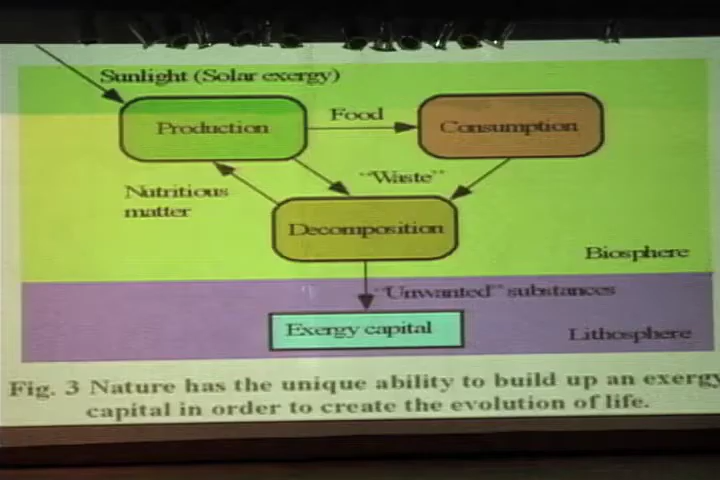 Sunlight (Solar exergy)
Production
Food
Consumption
"Waste"
Nutritious
matter
Decomposition
Biosphere
"Unwanted" substances
Exergy capital
Lithosphere
Fig. 3 Nature has the unique ability to build up an exergy
capital in order to create the evolution of life.